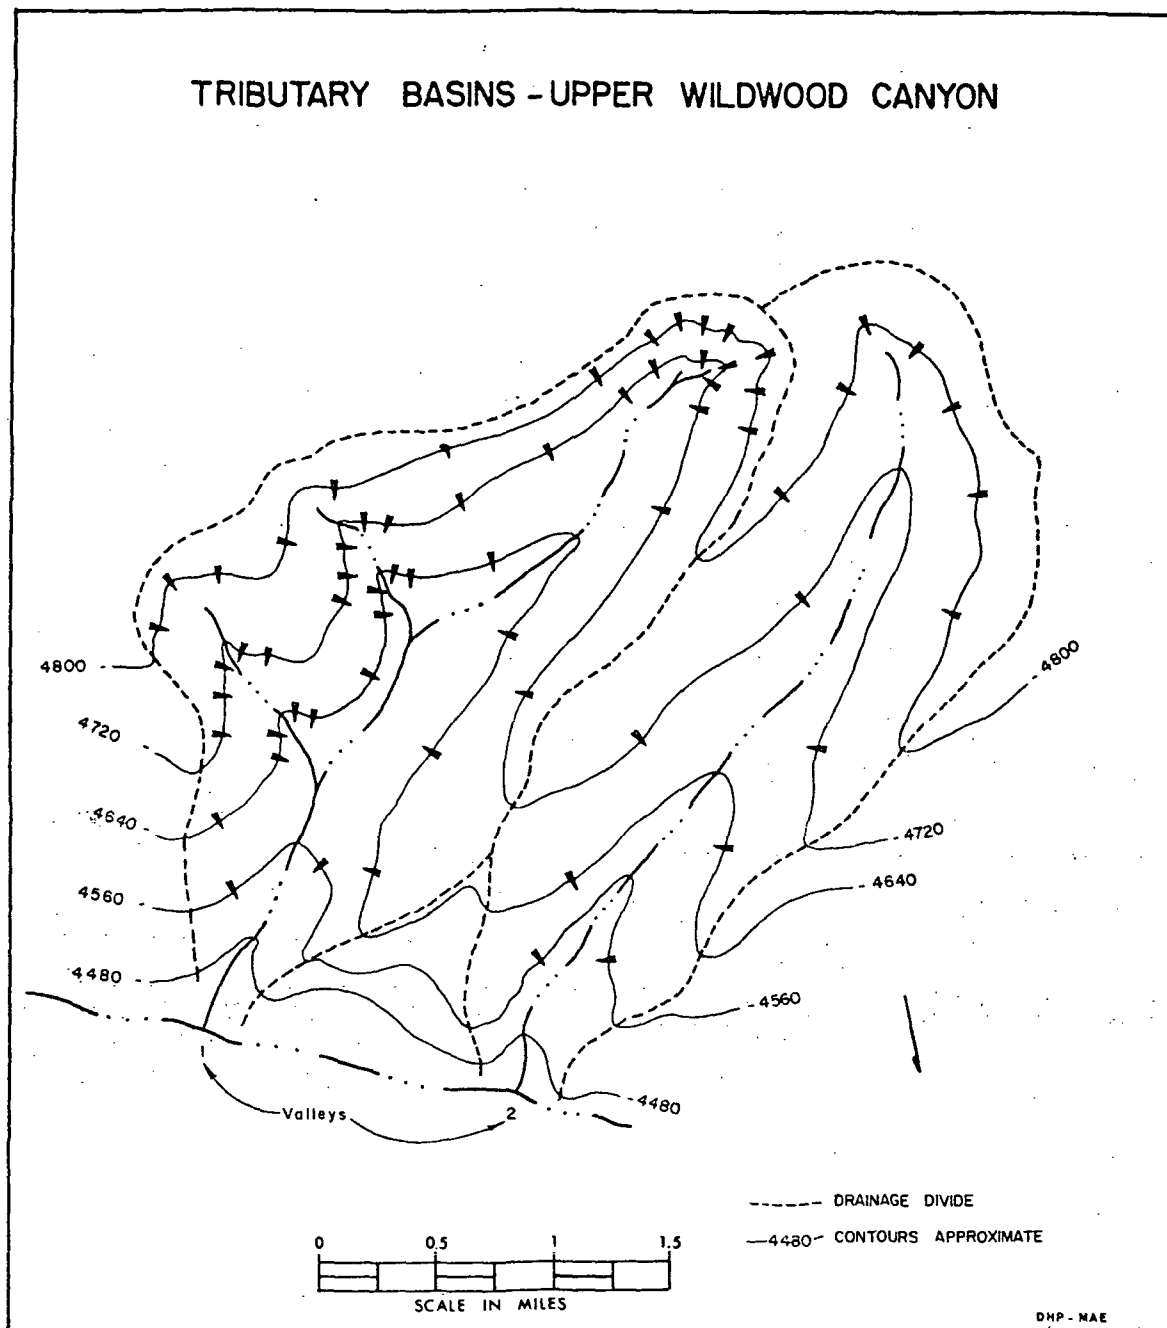 TRIBUTARY BASINS - UPPER WILDWOOD CANYON
4800
4800
4720
4640
4720
4640
4560
4560
4480
4480
Valleys
2
DRAINAGE DIVIDE
4480 CONTOURS APPROXIMATE
0 0.5 1 1.5
SCALE IN MILES
DHP - MAE